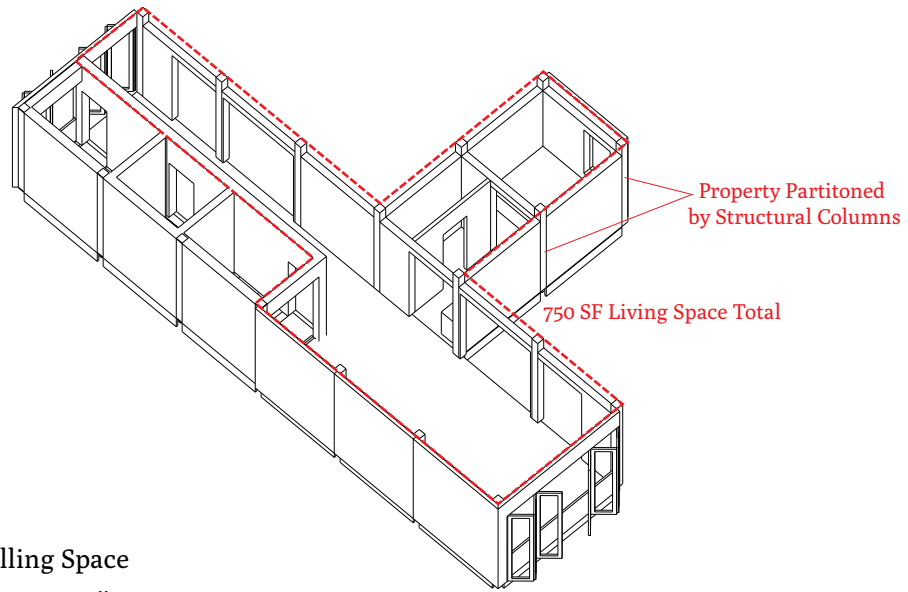 Property Partitoned
by Structural Columns
750 SF Living Space Total
lling Space